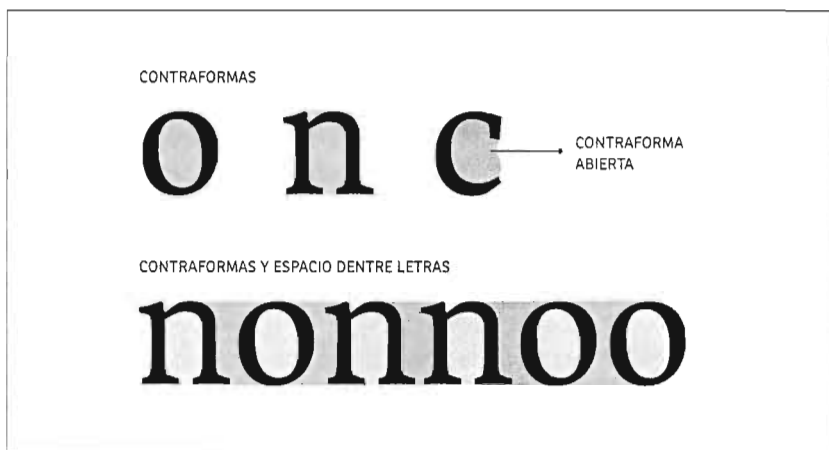 CONTRAFORMAS
o n c
CONTRAFORMA
ABIERTA
CONTRAFORMAS Y ESPACIO DENTRE LETRAS
nonnoo